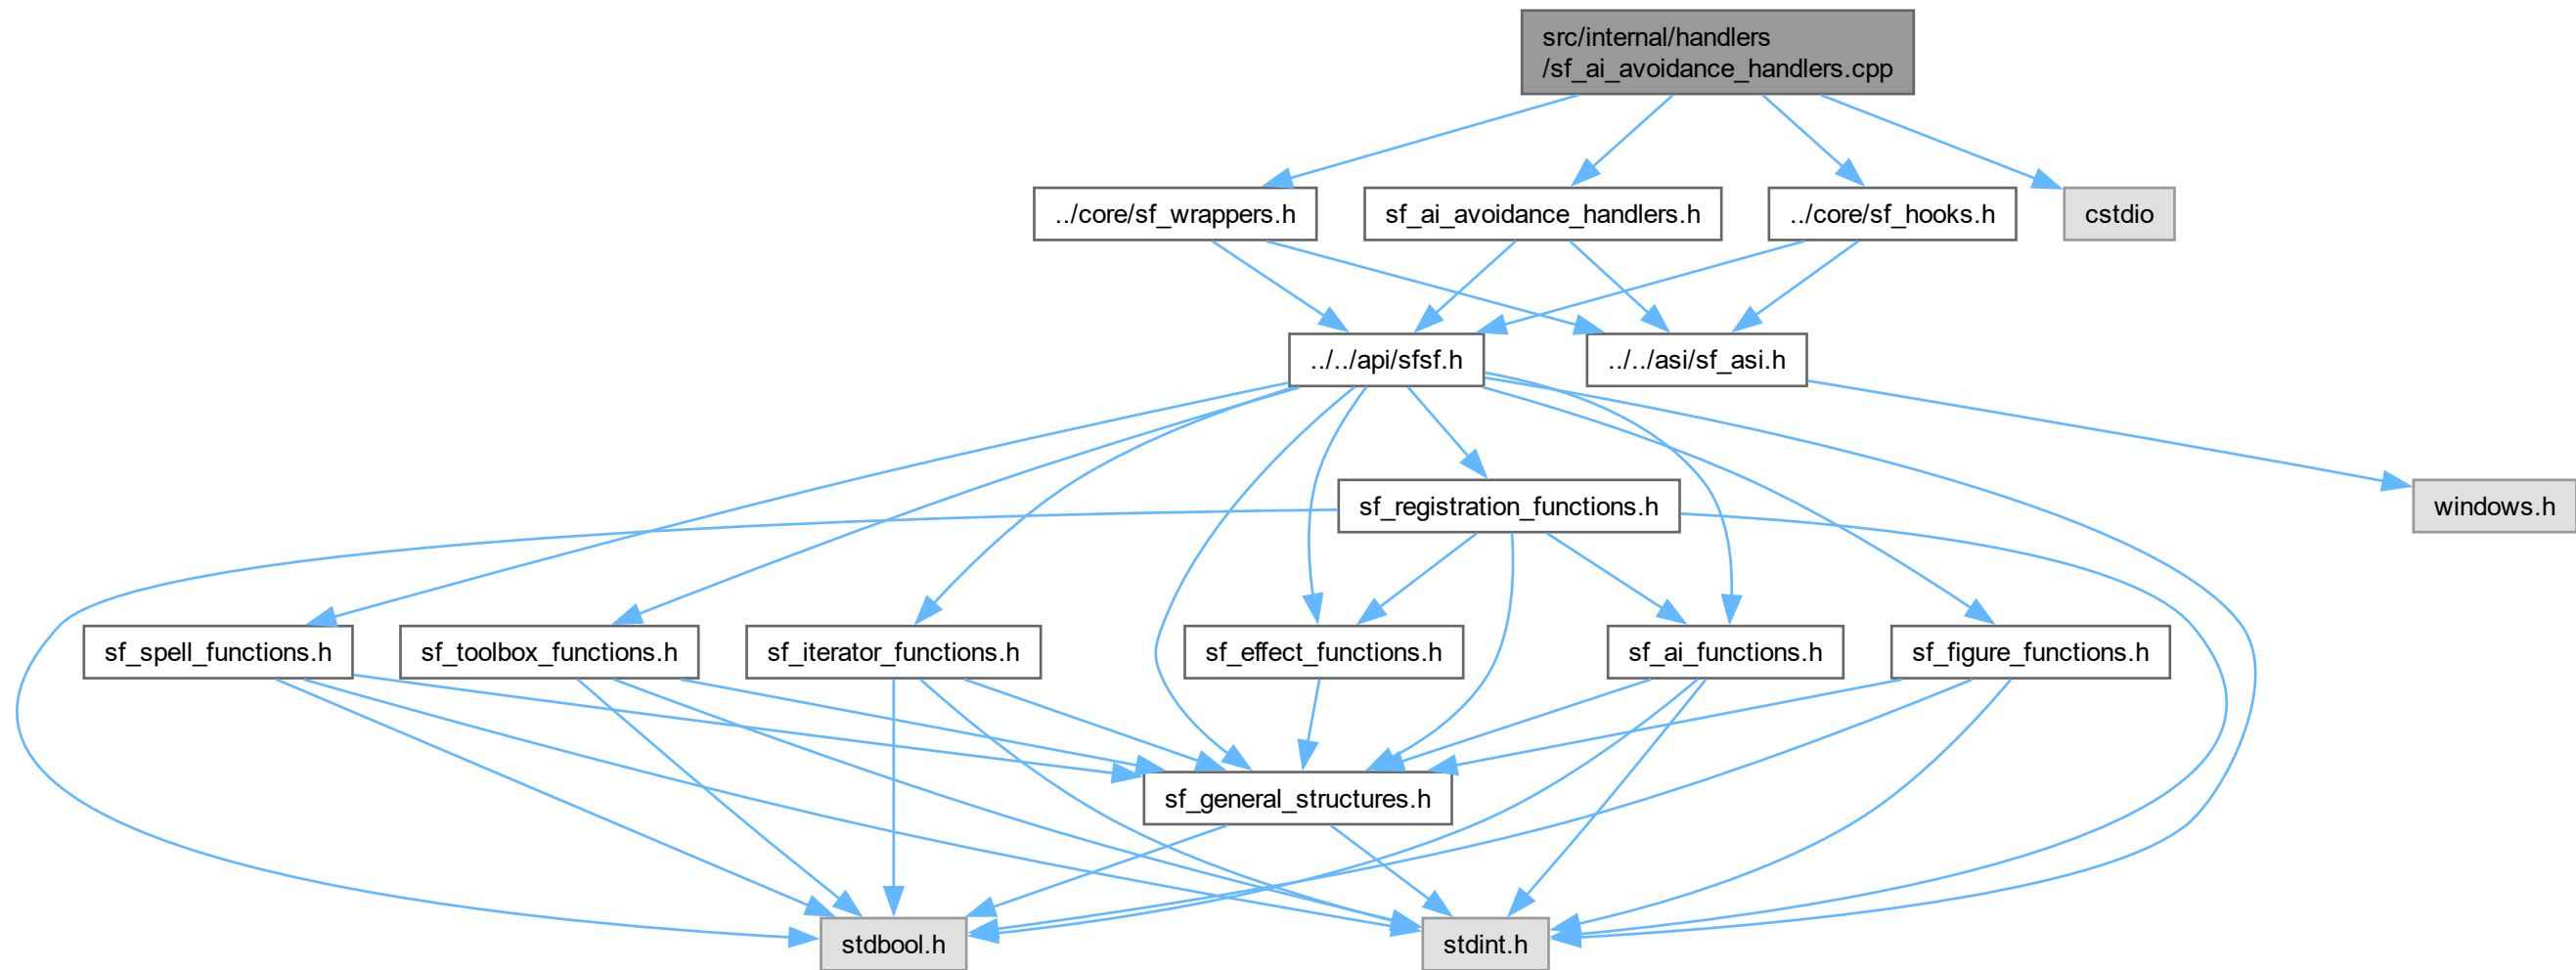 src/internal/handlers
/sf_ai_avoidance_handlers.cpp
../core/sf_wrappers.h
sf_ai_avoidance_handlers.h
../core/sf_hooks.h
cstdio
../../api/sfsf.h
../../asi/sf_asi.h
sf_registration_functions.h
windows.h
sf_spell_functions.h
sf_toolbox_functions.h
sf_iterator_functions.h
sf_effect_functions.h
sf_ai_functions.h
sf_figure_functions.h
sf_general_structures.h
stdbool.h
stdint.h